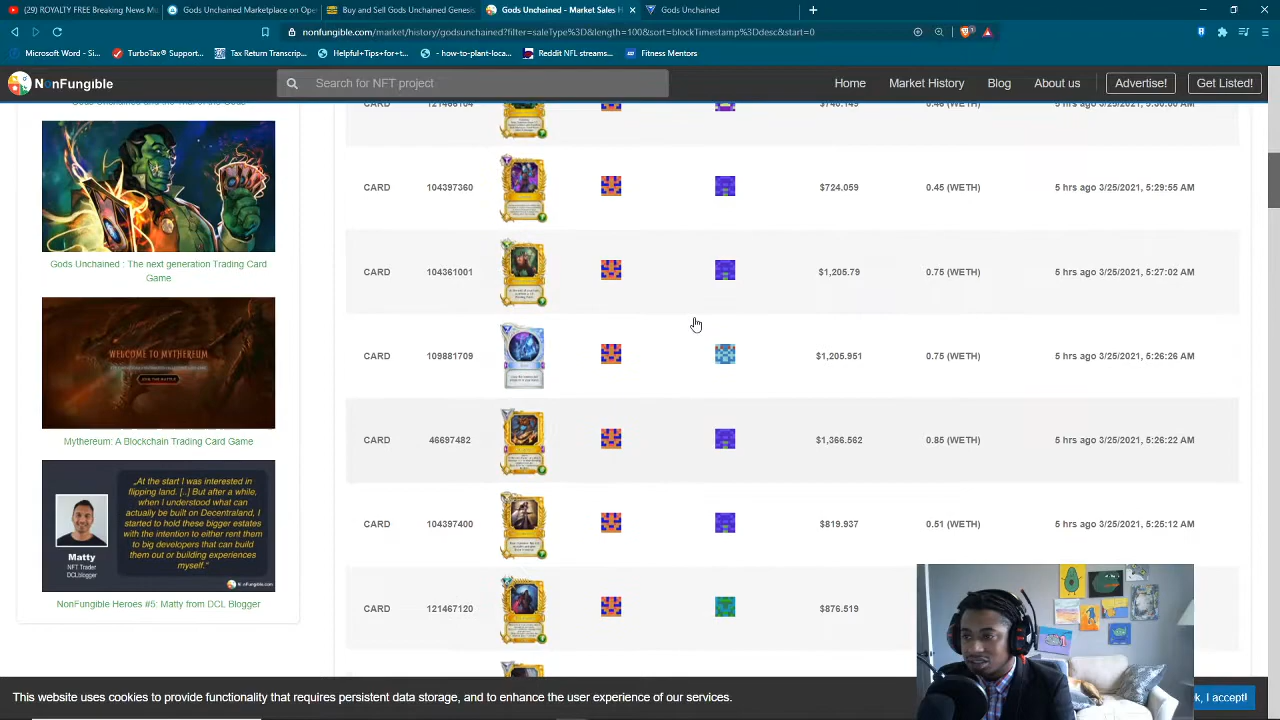 (29) ROYALTY FREE Breaking News Mu
Gods Unchained Marketplace on Ope
Buy and Sell Gods Unchained Genesis
Gods Unchained - Market Sales H
Gods Unchained
nonfungible.com/market/history/godsunchained?filter=saleType%3D&length=100&sort=blockTimestamp%3Ddesc&start=0
Microsoft Word - Si...
TurboTax® Support...
Tax Return Transcrip...
Helpful+Tips+for+t...
-how-to-plant-loca...
Reddit NFL streams...
Fitness Mentors
NonFungible
Search for NFT project
Home
Market History
Blog
About us
Advertise!
Get Listed!
CARD
CARD 104397360 $724.059 0.45 (WETH) 5 hrs ago 3/25/2021, 5:29:55 AM
CARD 104361001 $1,205.79 0.75 (WETH) 5 hrs ago 3/25/2021, 5:27:02 AM
CARD 109881709 $1,205.951 0.75 (WETH) 5 hrs ago 3/25/2021, 5:26:26 AM
CARD 46697482 $1,366.562 0.85 (WETH) 5 hrs ago 3/25/2021, 5:26:22 AM
CARD 104397400 $819.937 0.51 (WETH) 5 hrs ago 3/25/2021, 5:25:12 AM
CARD 121467120 $876.519
Gods Unchained : The next generation Trading Card
Game
WELCOME TO MYTHEREUM
JOIN THE BATTLE
Mythereum: A Blockchain Trading Card Game
„At the start I was interested in
flipping land. [..] But after a while,
when I understood what can
actually be built on Decentraland, I
started to hold these bigger estates
with the intention to either rent them
to big developers that can build
them out or building experiences
myself.“
Matty
NFT Trader
DCLblogger
NonFungible Heroes #5: Matty from DCL Blogger
This website uses cookies to provide functionality that requires persistent data storage, and to enhance the user experience of our services.
k, I accept!